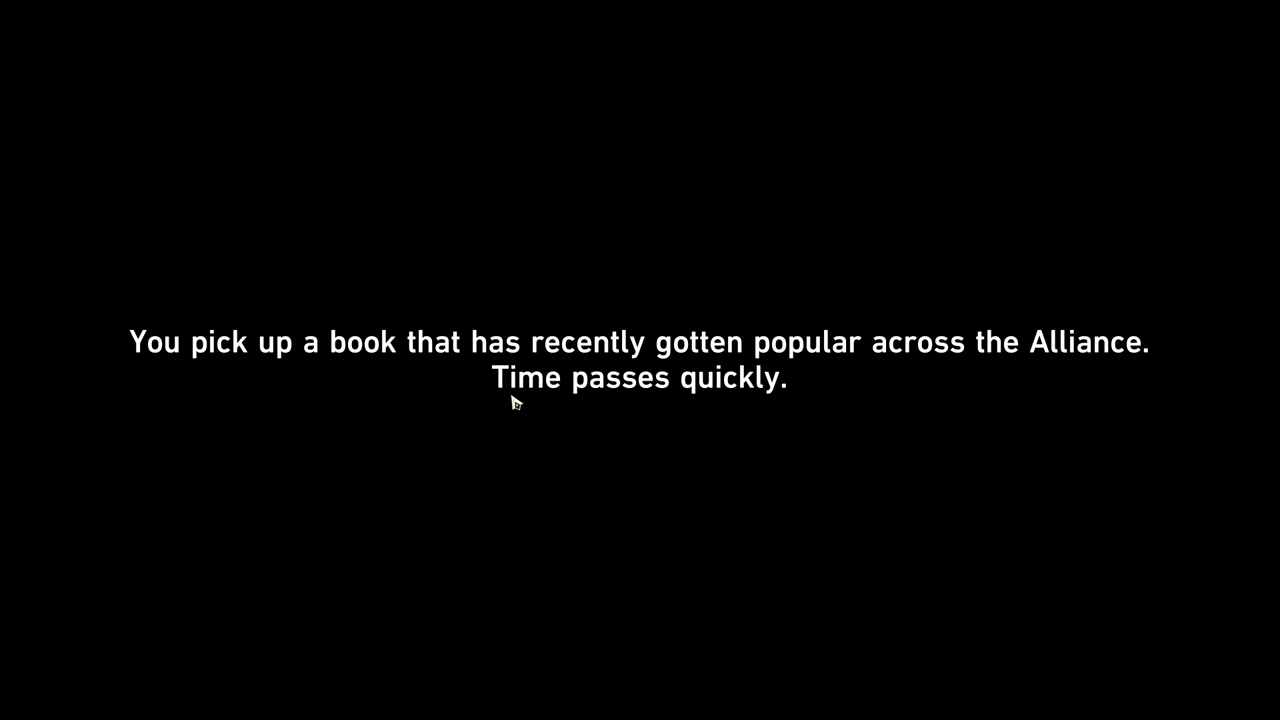 You pick up a book that has recently gotten popular across the Alliance.
Time passes quickly.